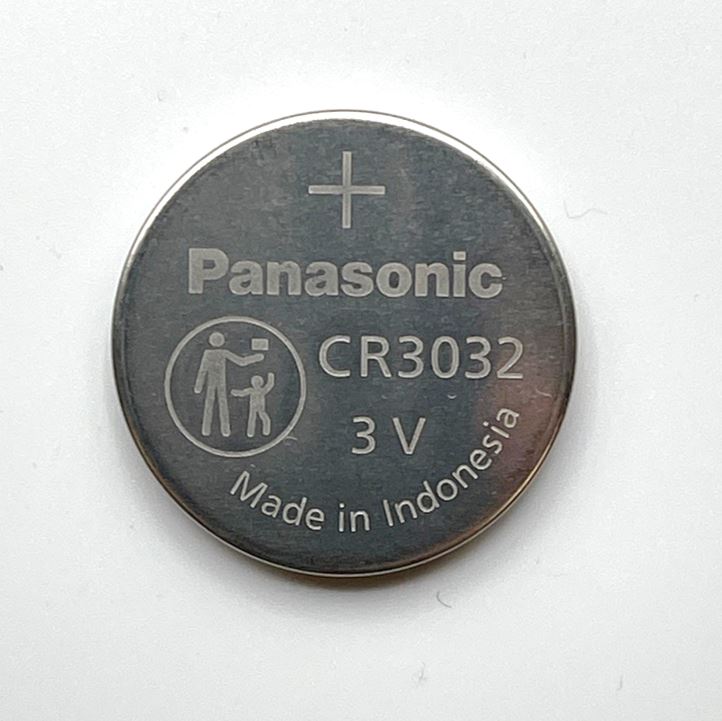 +
Panasonic
CR3032
3 V
Made in Indonesia